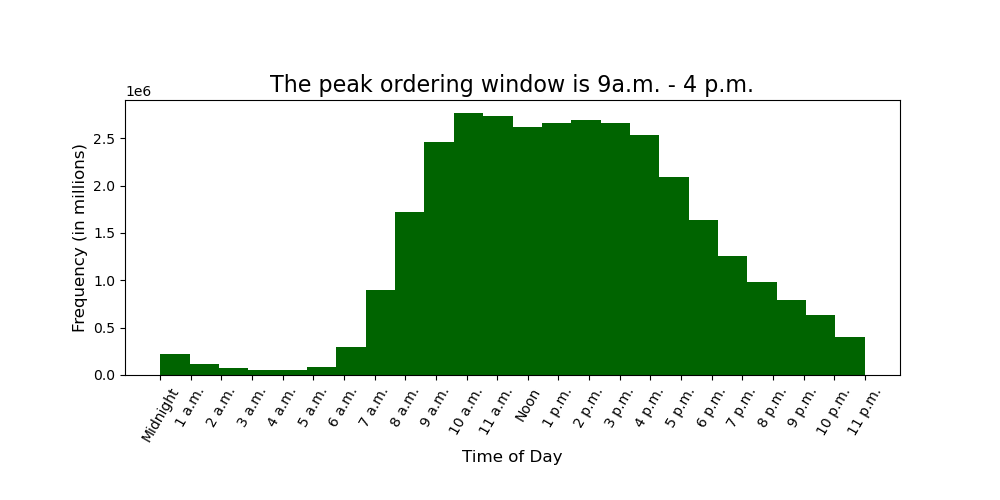 The peak ordering window is 9a.m. - 4 p.m.
1e6
Frequency (in millions)
2.5
2.0
1.5
1.0
0.5
0.0
Midnight
1 a.m.
2 a.m.
3 a.m.
4 a.m.
5 a.m.
6 a.m.
7 a.m.
8 a.m.
9 a.m.
10 a.m.
11 a.m.
Noon
1 p.m.
2 p.m.
3 p.m.
4 p.m.
5 p.m.
6 p.m.
7 p.m.
8 p.m.
9 p.m.
10 p.m.
11 p.m.
Time of Day